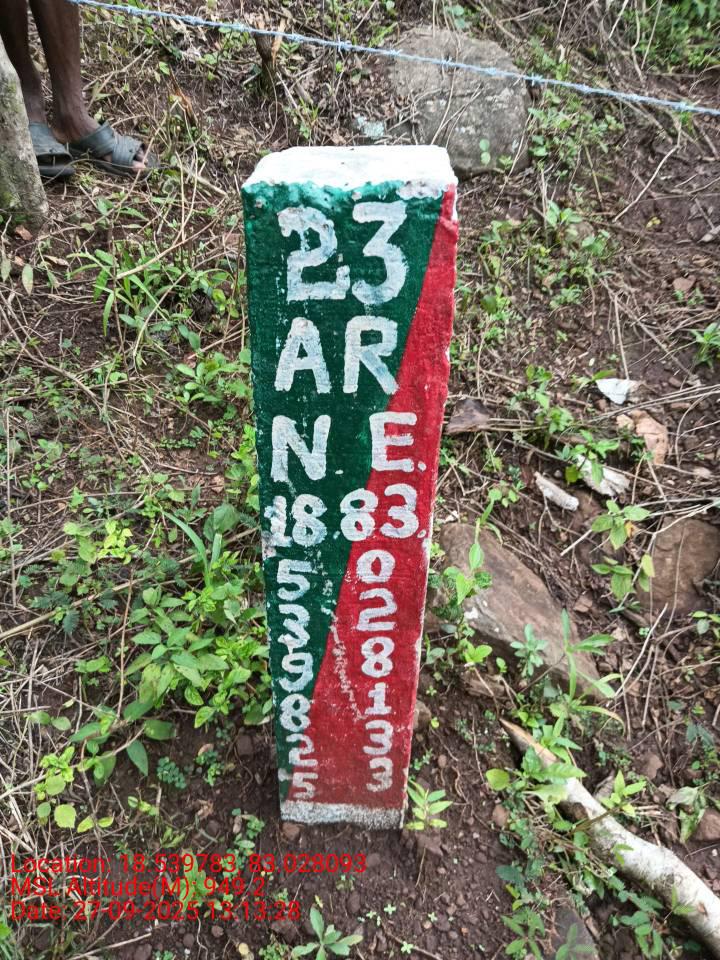 23
AR
N E.
18 83.
5 0
3 2
9 8
8 1
2 3
5 3
Location: 18.539783, 83.028093
MSL Altitude(M): 949.2
Date: 27-09-2025 13:13:28